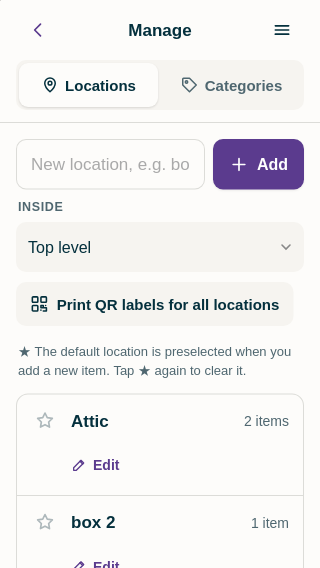 Manage
Locations
Categories
New location, e.g. bo
Add
INSIDE
Top level
Print QR labels for all locations
★ The default location is preselected when you
add a new item. Tap ★ again to clear it.
Attic
2 items
Edit
box 2
1 item
Edit